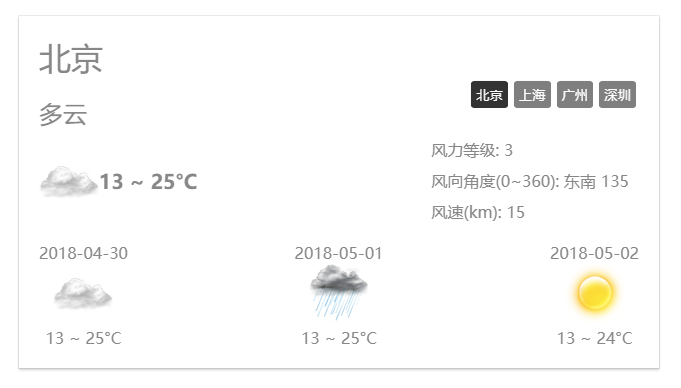 北京
北京 上海 广州 深圳
多云
风力等级: 3
13 ~ 25°C
风向角度(0~360): 东南 135
风速(km): 15
2018-04-30 2018-05-01 2018-05-02
13 ~ 25°C 13 ~ 25°C 13 ~ 24°C